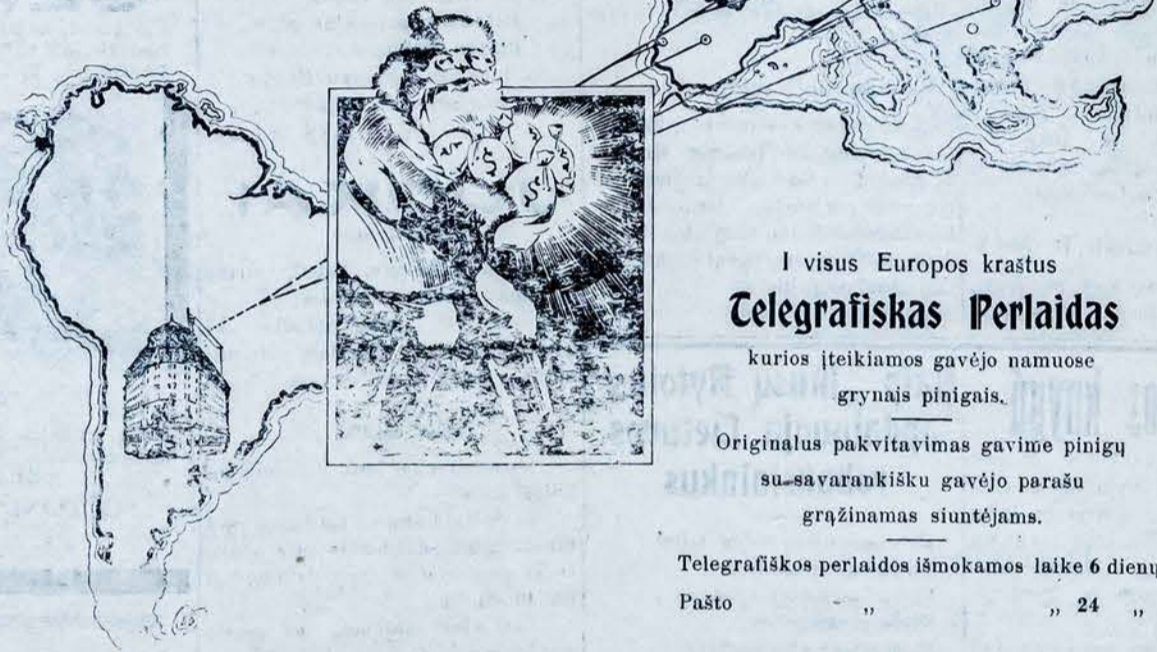 Į visus Europos kraštus
Telegrafiskas Perlaidas
kurios įteikiamos gavėjo namuose
grynais pinigais.
Originalus pakvitavimas gavime pinigų
su savarankišku gavėjo parašu
grąžinamas siuntėjams.
Telegrafiškos perlaidos išmokamos laike 6 dienų
Pašto „ „ 24 „